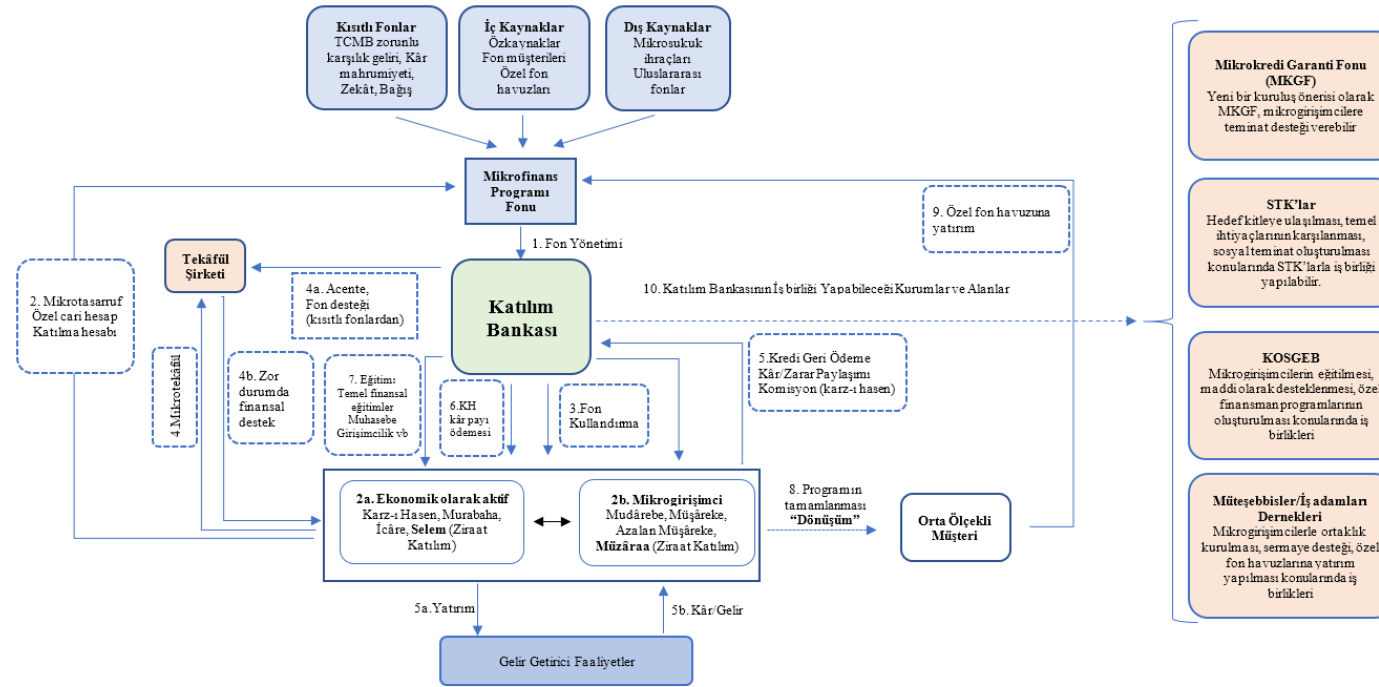 Kısıtlı Fonlar
TCMB zorunlu
karşılık geliri, Kâr
mahrumiyeti,
Zekât, Bağış
İç Kaynaklar
Özkaynaklar
Fon müşterileri
Özel fon
havuzları
Dış Kaynaklar
Mikrosukuk
ihraçları
Uluslararası
fonlar
Mikrofinans
Programı
Fonu
1. Fon Yönetimi
9. Özel fon havuzuna
yatırım
Tekâfül
Şirketi
2. Mikrotasarruf
Özel cari hesap
Katılma hesabı
4a. Acente,
Fon desteği
(kısıtlı fonlardan)
Katılım
Bankası
10. Katılım Bankasının İş birliği Yapabileceği Kurumlar ve Alanlar
4.Mikrotekâfül
4b. Zor
durumda
finansal
destek
7. Eğitimı
Temel finansal
eğitimler
Muhasebe
Girişimcilik vb
6.KH
kâr payı
ödemesi
3.Fon
Kullandırma
5.Kredi Geri Ödeme
Kâr/Zarar Paylaşımı
Komisyon (karz-ı hasen)
2a. Ekonomik olarak aktif
Karz-ı Hasen, Murabaha,
İcâre, Selem (Ziraat
Katılım)
2b. Mikrogirişimci
Mudârebe, Müşâreke,
Azalan Müşâreke,
Müzâraa (Ziraat Katılım)
8. Programın
tamamlanması
“Dönüşüm”
Orta Ölçekli
Müşteri
5a.Yatırım
5b. Kâr/Gelir
Gelir Getirici Faaliyetler
Mikrokredi Garanti Fonu
(MKGF)
Yeni bir kuruluş önerisi olarak
MKGF, mikrogirişimcilere
teminat desteği verebilir
STK’lar
Hedef kitleye ulaşılması, temel
ihtiyaçlarının karşılanması,
sosyal teminat oluşturulması
konularında STK’larla iş birliği
yapılabilir.
KOSGEB
Mikrogirişimcilerin eğitilmesi,
maddi olarak desteklenmesi, özel
finansman programlarının
oluşturulması konularında iş
birlikleri
Müteşebbisler/İş adamları
Dernekleri
Mikrogirişimcilerle ortaklık
kurulması, sermaye desteği, özel
fon havuzlarına yatırım
yapılması konularında iş
birlikleri